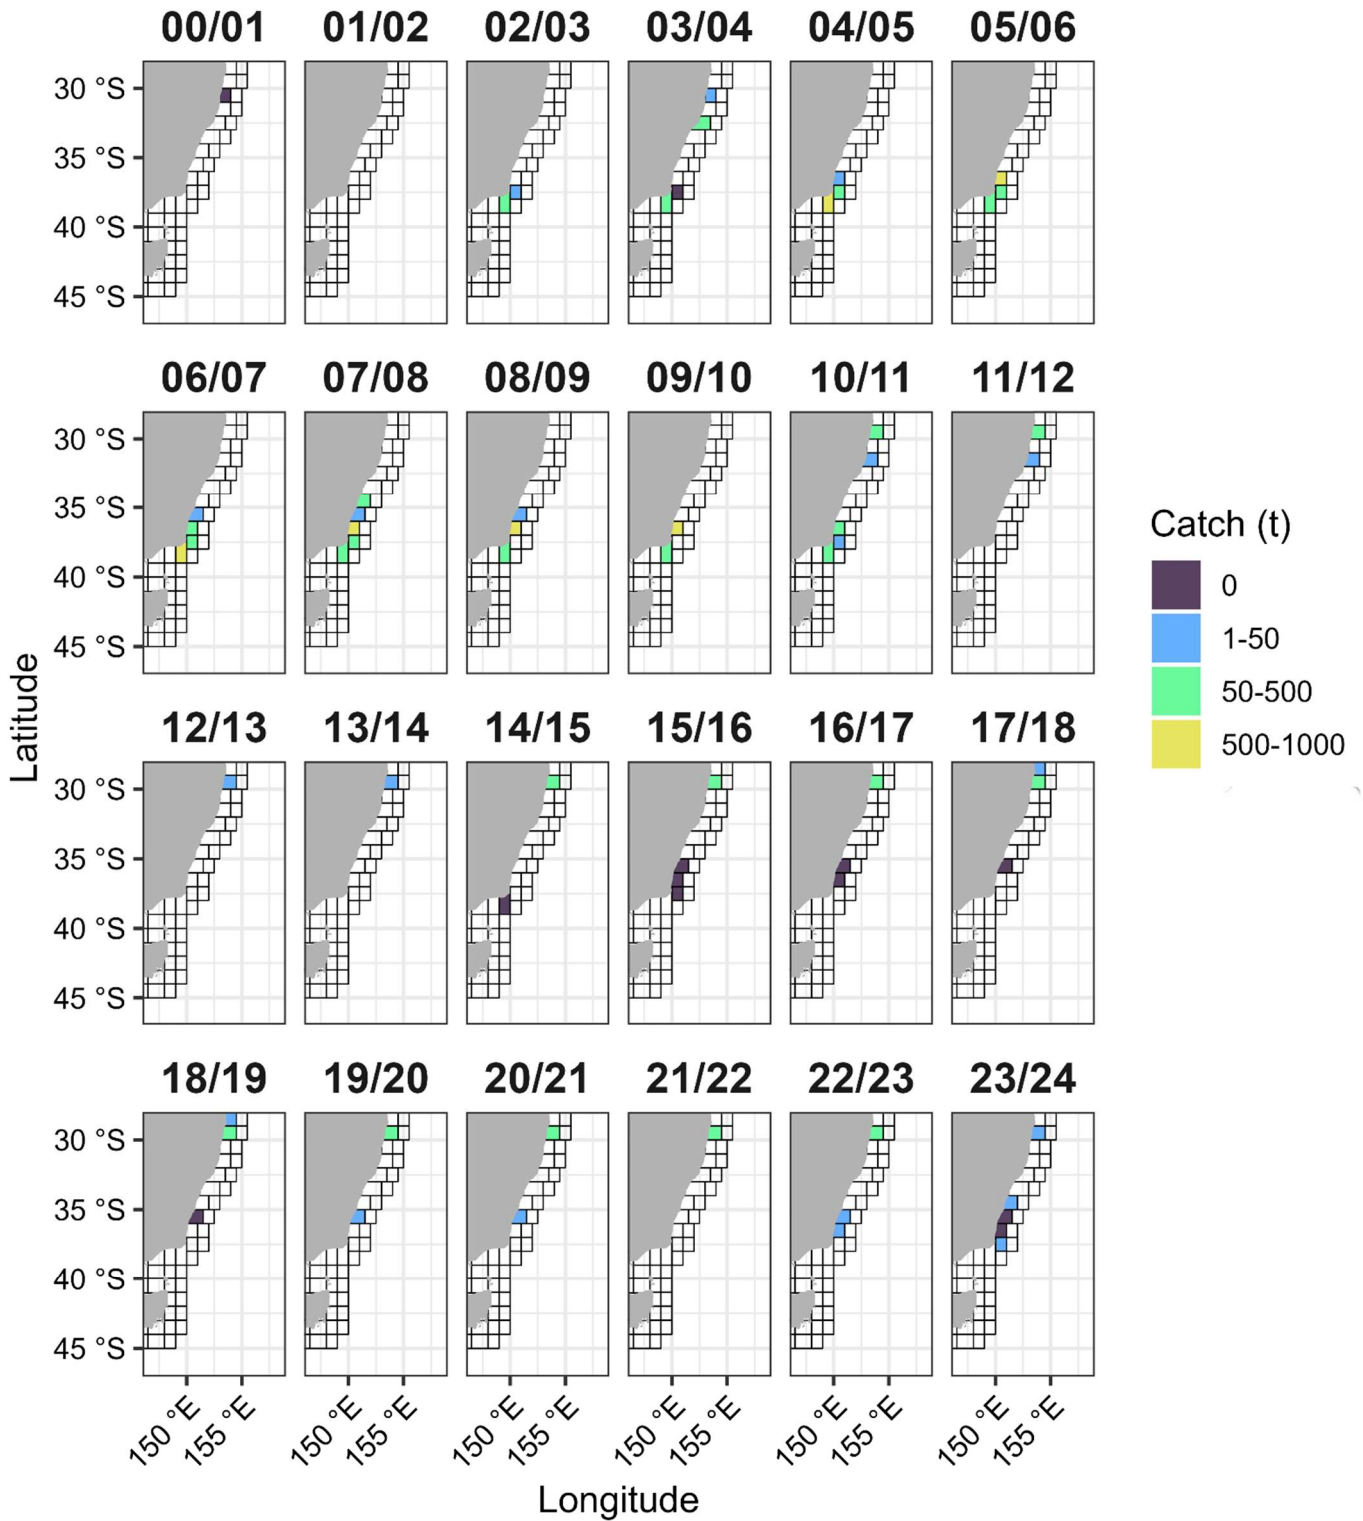 00/01 01/02 02/03 03/04 04/05 05/06
30 °S
35 °S
40 °S
45 °S
06/07 07/08 08/09 09/10 10/11 11/12
30 °S
35 °S
40 °S
45 °S
12/13 13/14 14/15 15/16 16/17 17/18
30 °S
35 °S
40 °S
45 °S
18/19 19/20 20/21 21/22 22/23 23/24
30 °S
35 °S
40 °S
45 °S
150 °E 155 °E 150 °E 155 °E 150 °E 155 °E 150 °E 155 °E 150 °E 155 °E 150 °E 155 °E
Longitude
Latitude
Catch (t)
0
1-50
50-500
500-1000